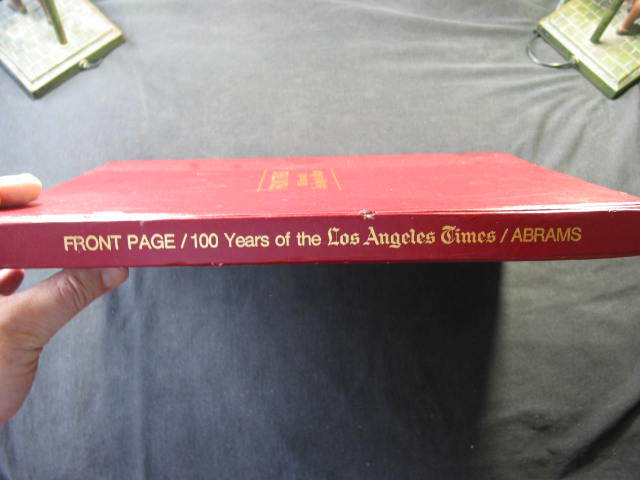 FRONT PAGE / 100 Years of the Los Angeles Times / ABRAMS